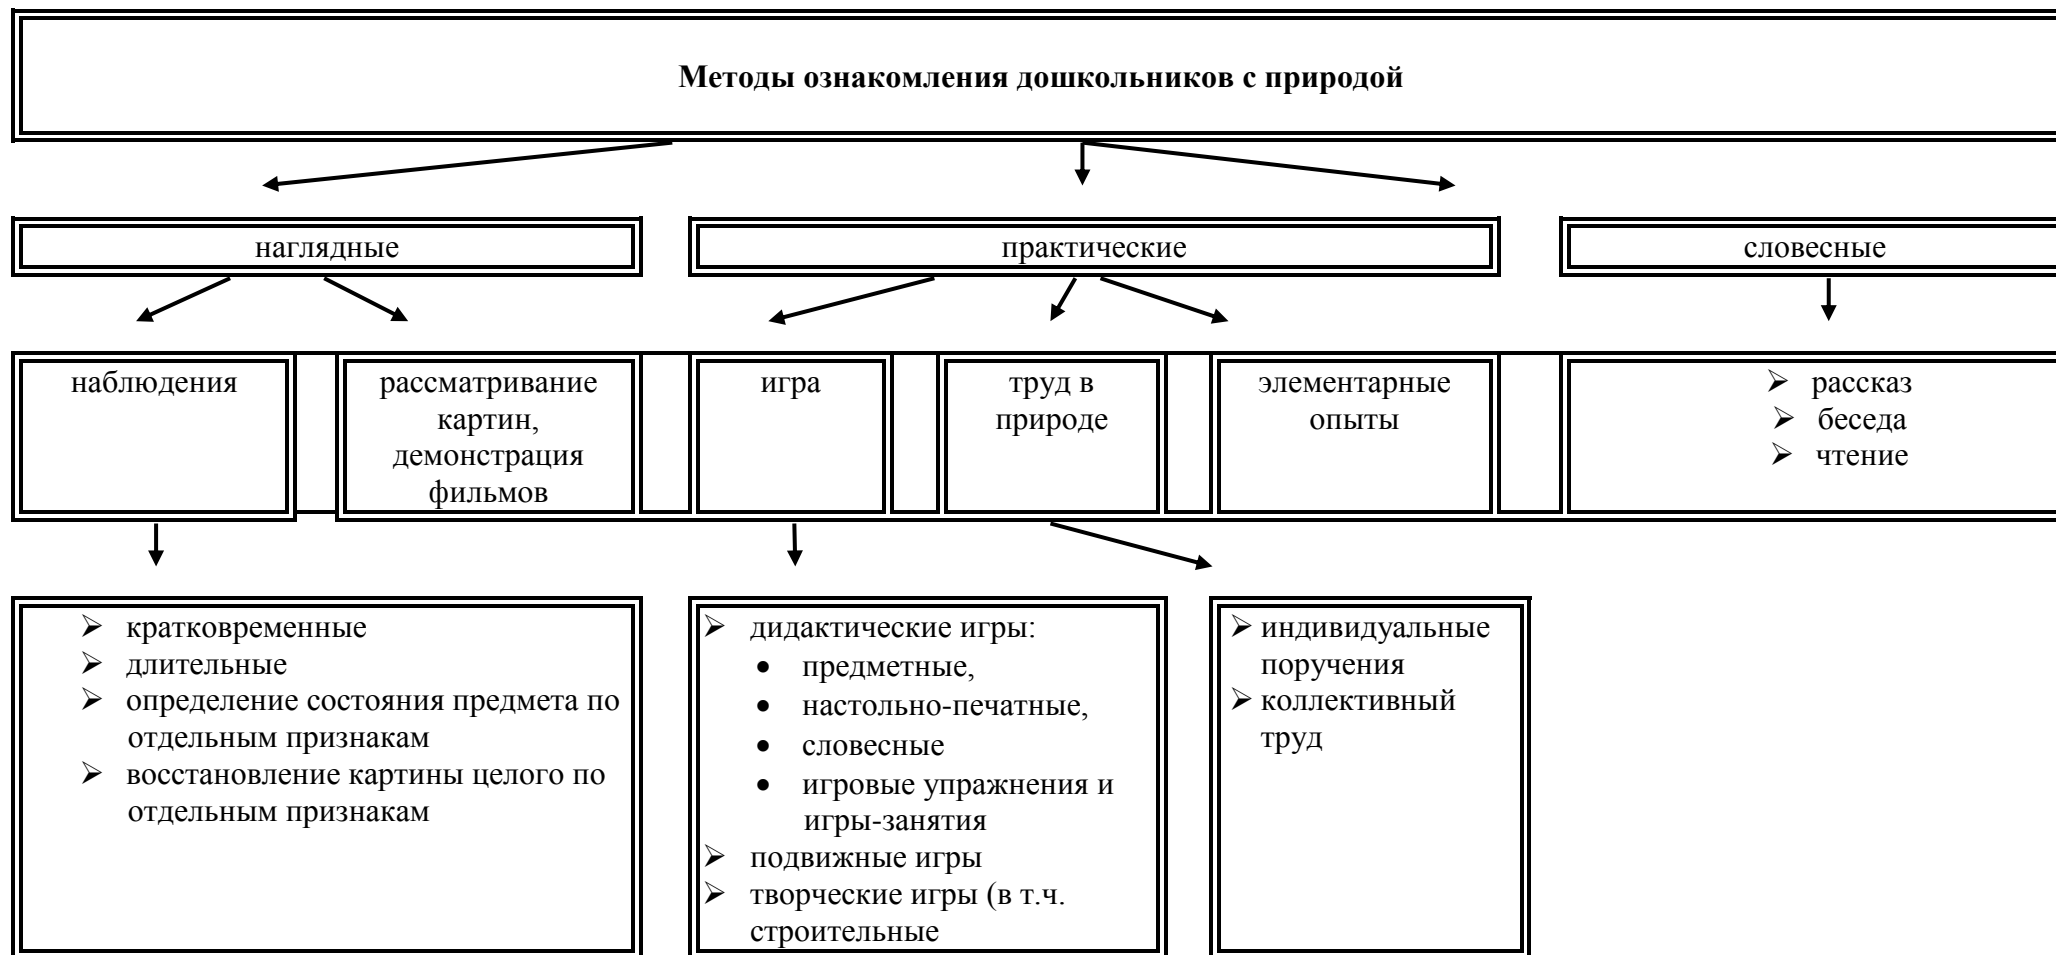 Методы ознакомления дошкольников с природой
наглядные
практические
словесные
наблюдения
рассматривание
картин,
демонстрация
фильмов
игра
труд в
природе
элементарные
опыты
➢ рассказ
➢ беседа
➢ чтение
➢ кратковременные
➢ длительные
➢ определение состояния предмета по
отдельным признакам
➢ восстановление картины целого по
отдельным признакам
➢ дидактические игры:
• предметные,
• настольно-печатные,
• словесные
• игровые упражнения и
игры-занятия
➢ подвижные игры
➢ творческие игры (в т.ч.
строительные
➢ индивидуальные
поручения
➢ коллективный
труд